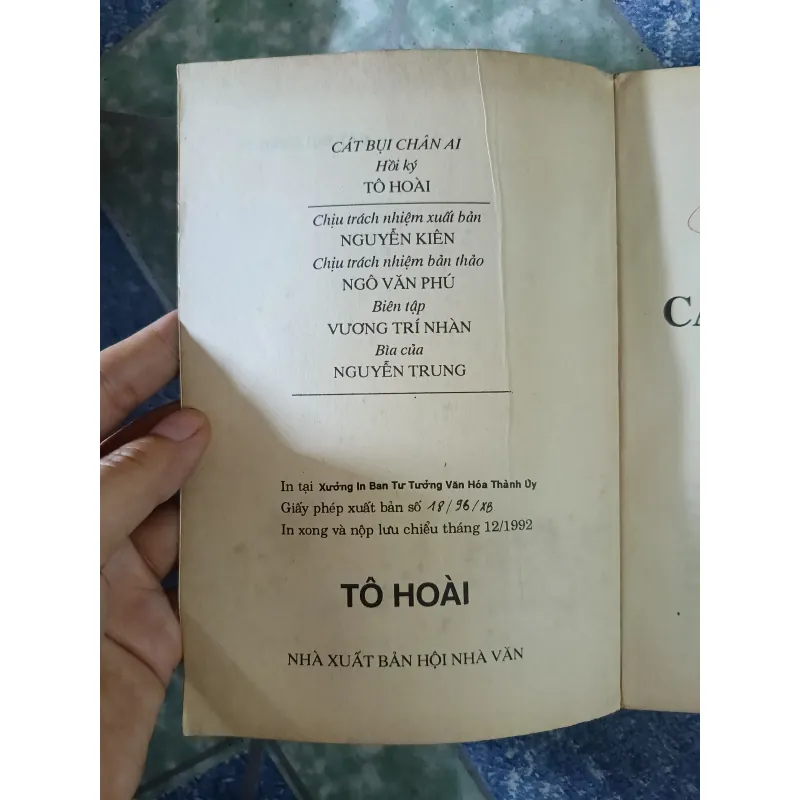 CÁT BỤI CHÂN AI
Hồi ký
TÔ HOÀI
Chịu trách nhiệm xuất bản
NGUYỄN KIÊN
Chịu trách nhiệm bản thảo
NGÔ VĂN PHÚ
Biên tập
VƯƠNG TRÍ NHÀN
Bìa của
NGUYỄN TRUNG
In tại Xưởng In Ban Tư Tưởng Văn Hóa Thành Ủy
Giấy phép xuất bản số 18/96/XB
In xong và nộp lưu chiểu tháng 12/1992
TÔ HOÀI
NHÀ XUẤT BẢN HỘI NHÀ VĂN